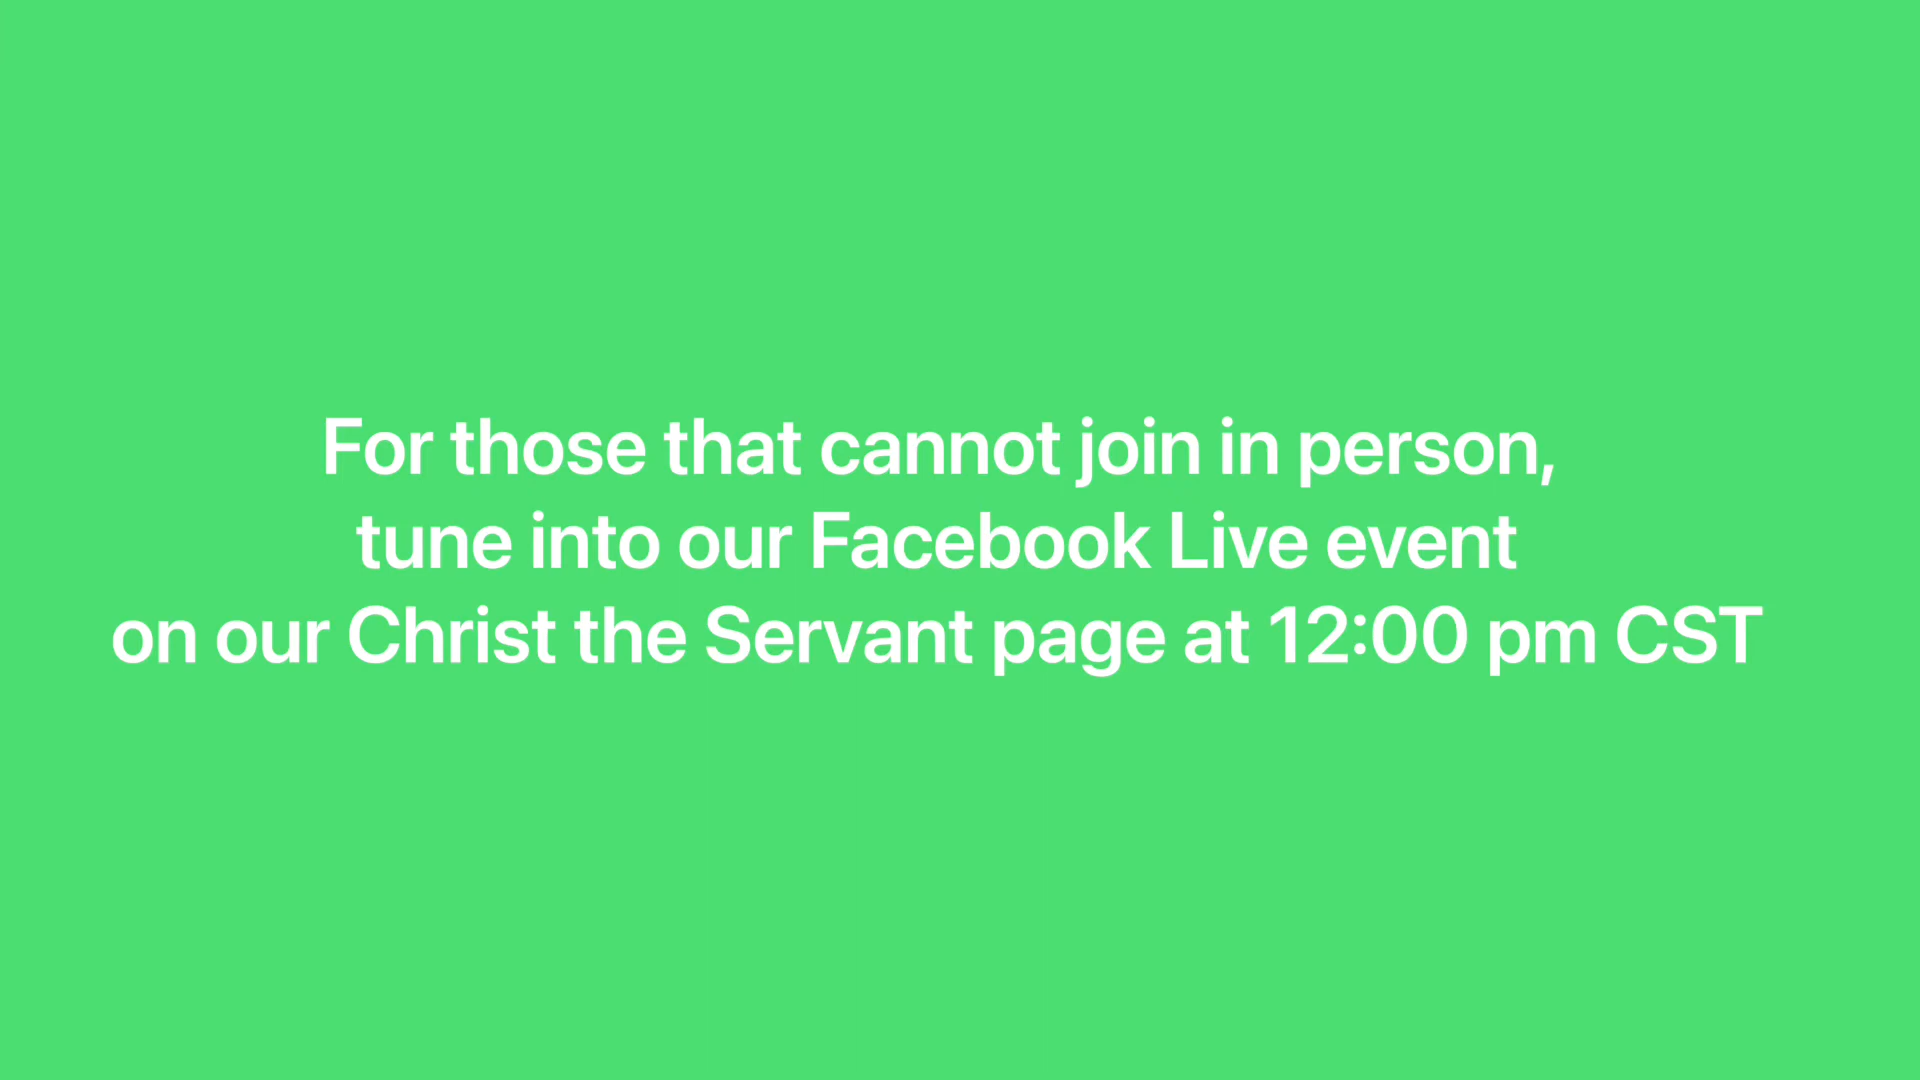 For those that cannot join in person,
tune into our Facebook Live event
on our Christ the Servant page at 12:00 pm CST